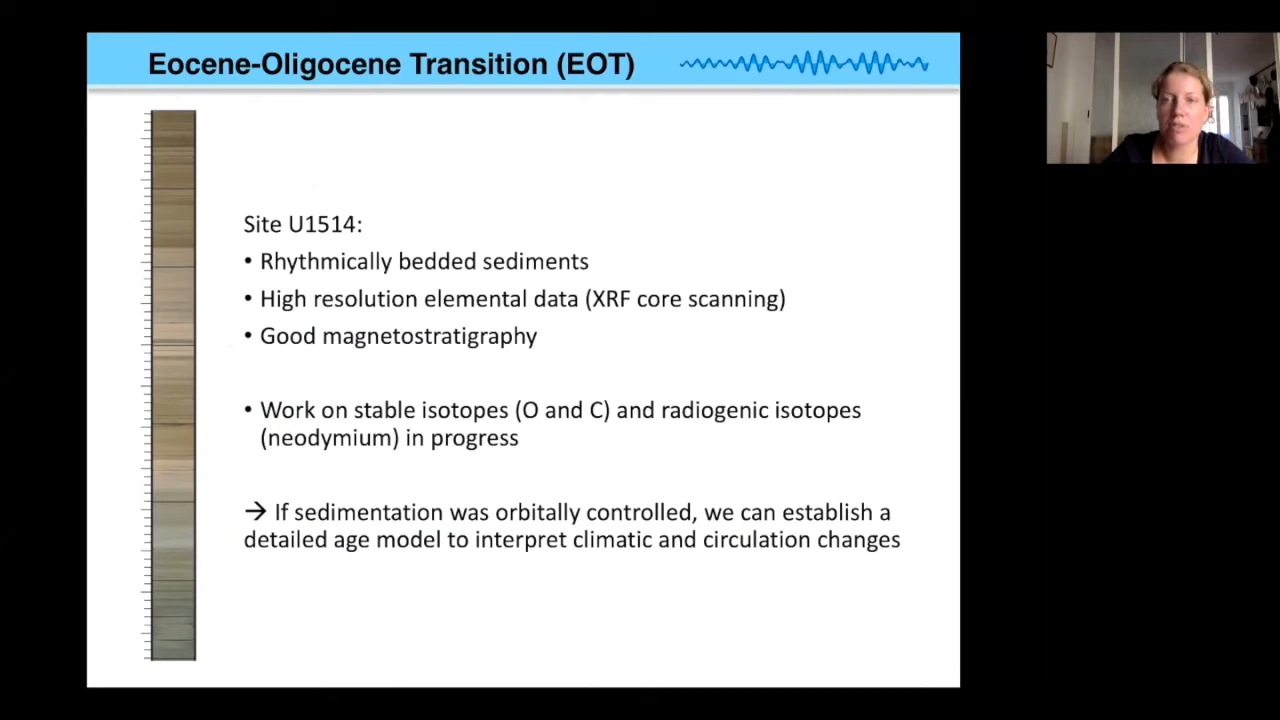 Eocene-Oligocene Transition (EOT)
Site U1514:
• Rhythmically bedded sediments
• High resolution elemental data (XRF core scanning)
• Good magnetostratigraphy
• Work on stable isotopes (O and C) and radiogenic isotopes
(neodymium) in progress
→ If sedimentation was orbitally controlled, we can establish a
detailed age model to interpret climatic and circulation changes